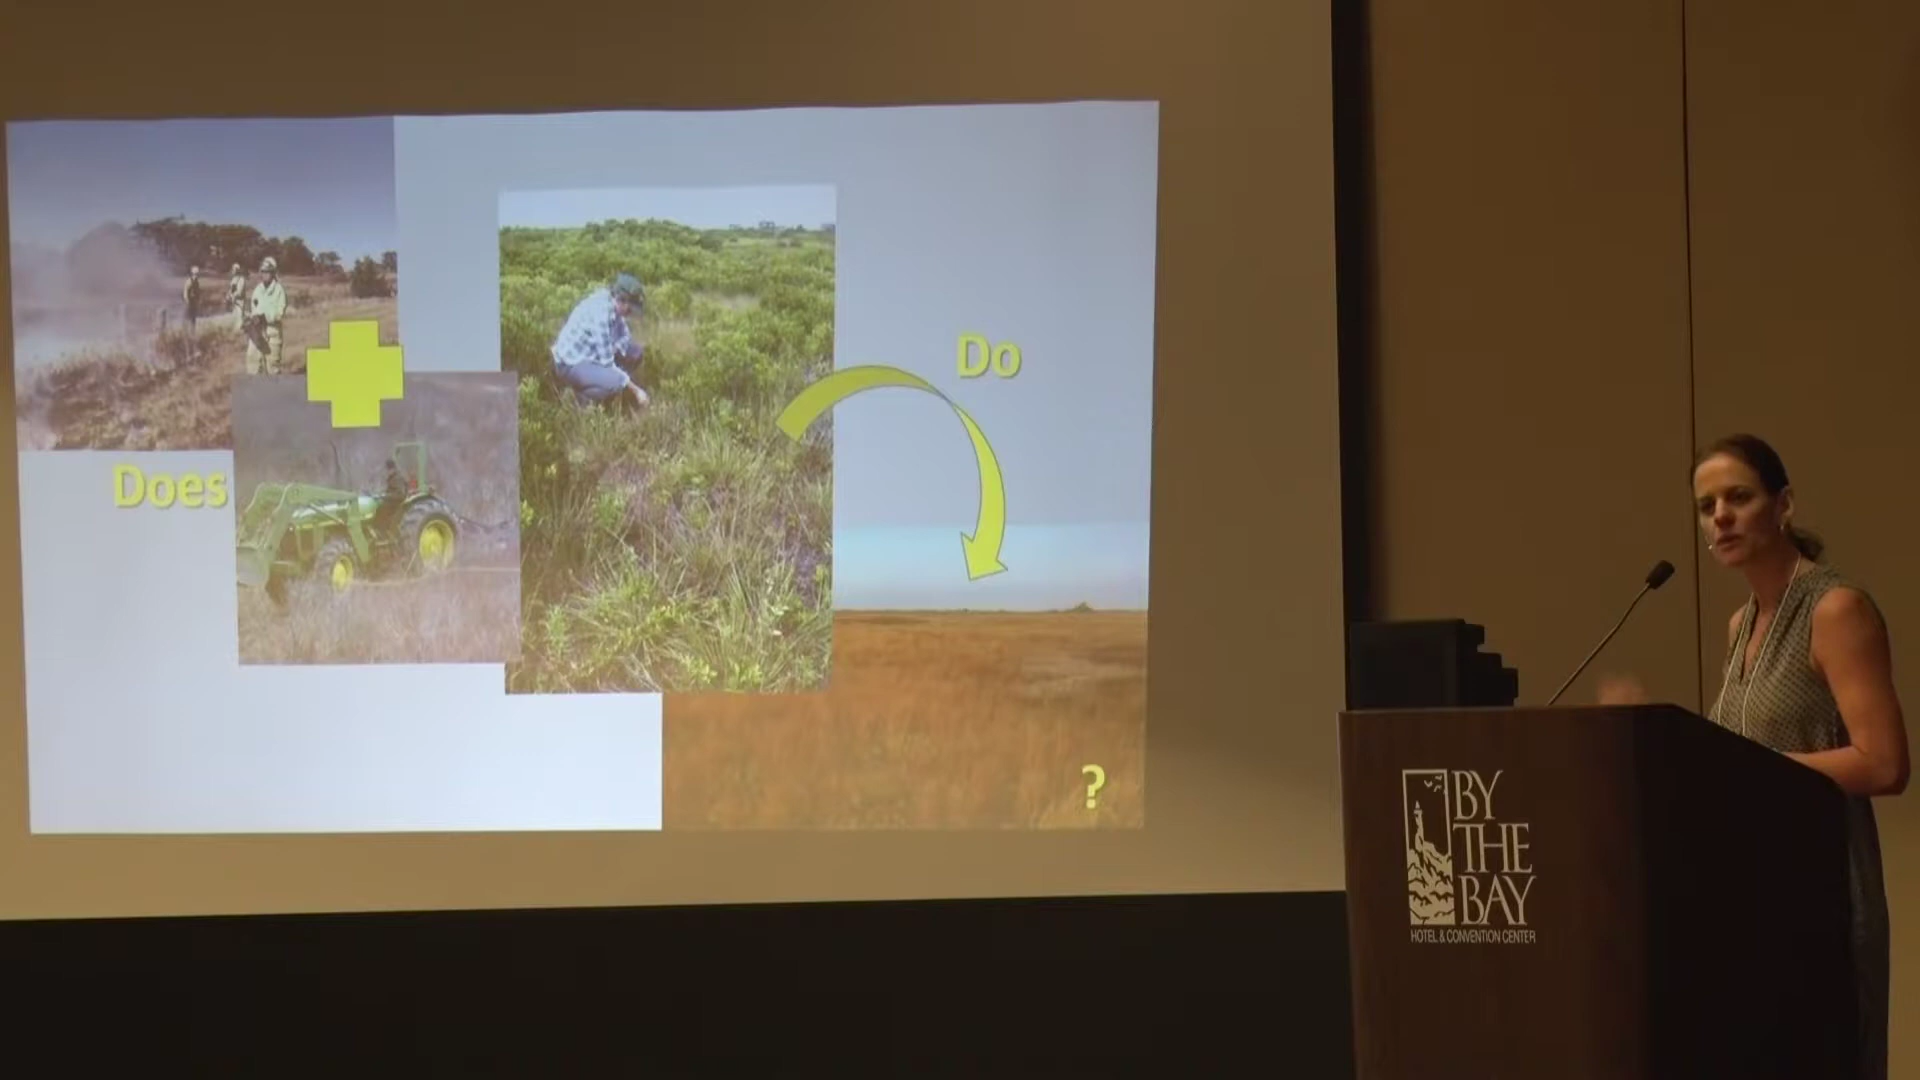 Does
Do
?
BY
THE
BAY
HOTEL & CONVENTION CENTER